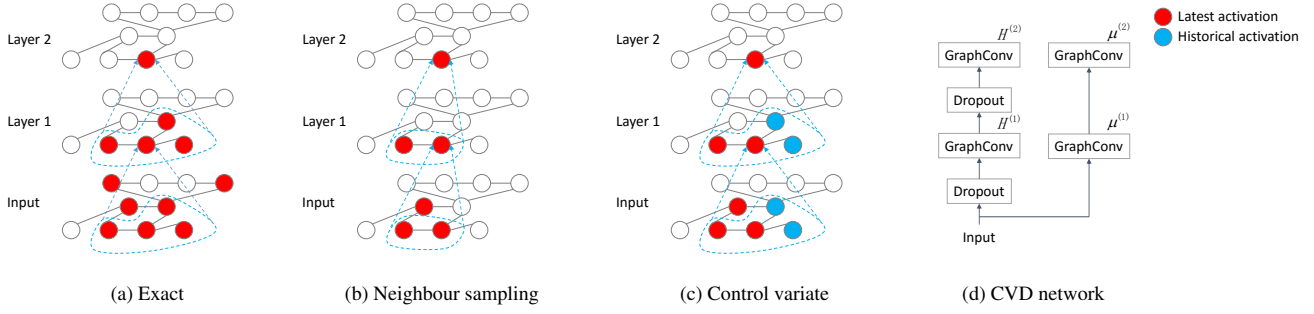 Layer 2
Layer 1
Input
(a) Exact
Layer 2
Layer 1
Input
(b) Neighbour sampling
Layer 2
Layer 1
Input
(c) Control variate
H^(2)
μ^(2)
GraphConv
GraphConv
Dropout
H^(1)
μ^(1)
GraphConv
GraphConv
Dropout
Input
(d) CVD network
Latest activation
Historical activation